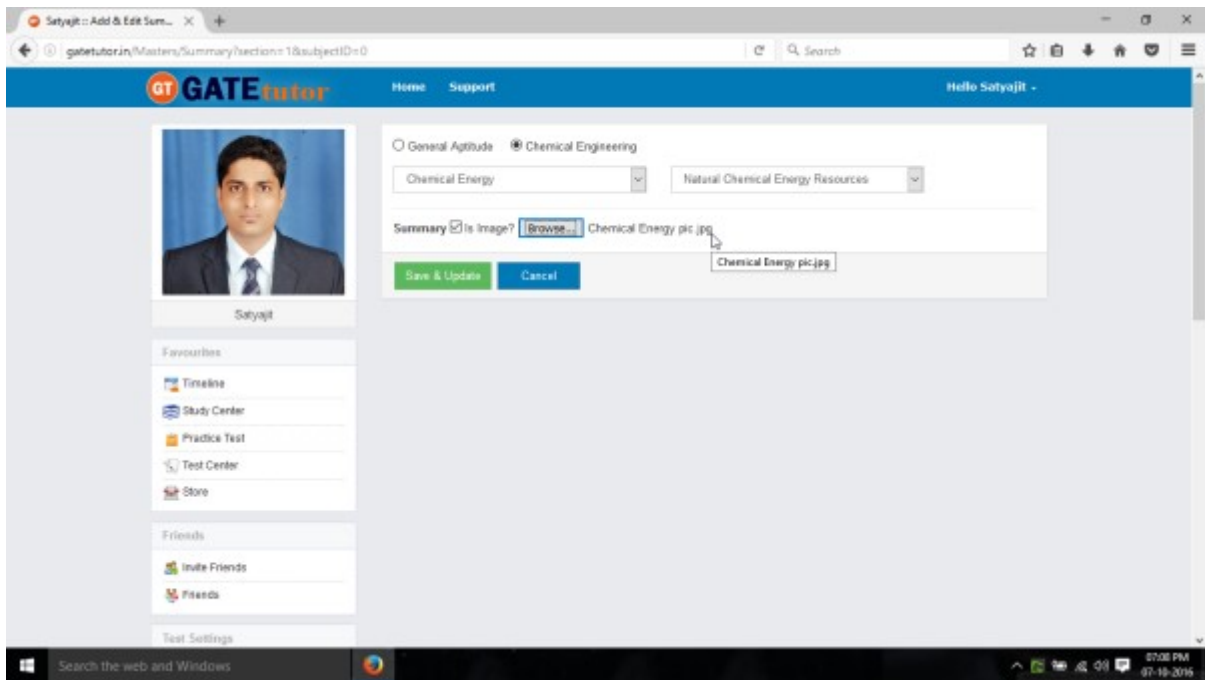 Satyajit :: Add & Edit Sum...
gatetutor.in/Masters/Summary?section=1&subjectID=0
Search
GT GATEtutor
Home Support
Hello Satyajit
General Aptitude Chemical Engineering
Chemical Energy Natural Chemical Energy Resources
Summary Is Image? Browse... Chemical Energy pic.jpg
Chemical Energy pic.jpg
Save & Update Cancel
Satyajit
Favourites
Timeline
Study Center
Practice Test
Test Center
Store
Friends
Invite Friends
Friends
Test Settings
Search the web and Windows
07:08 PM
07-10-2016